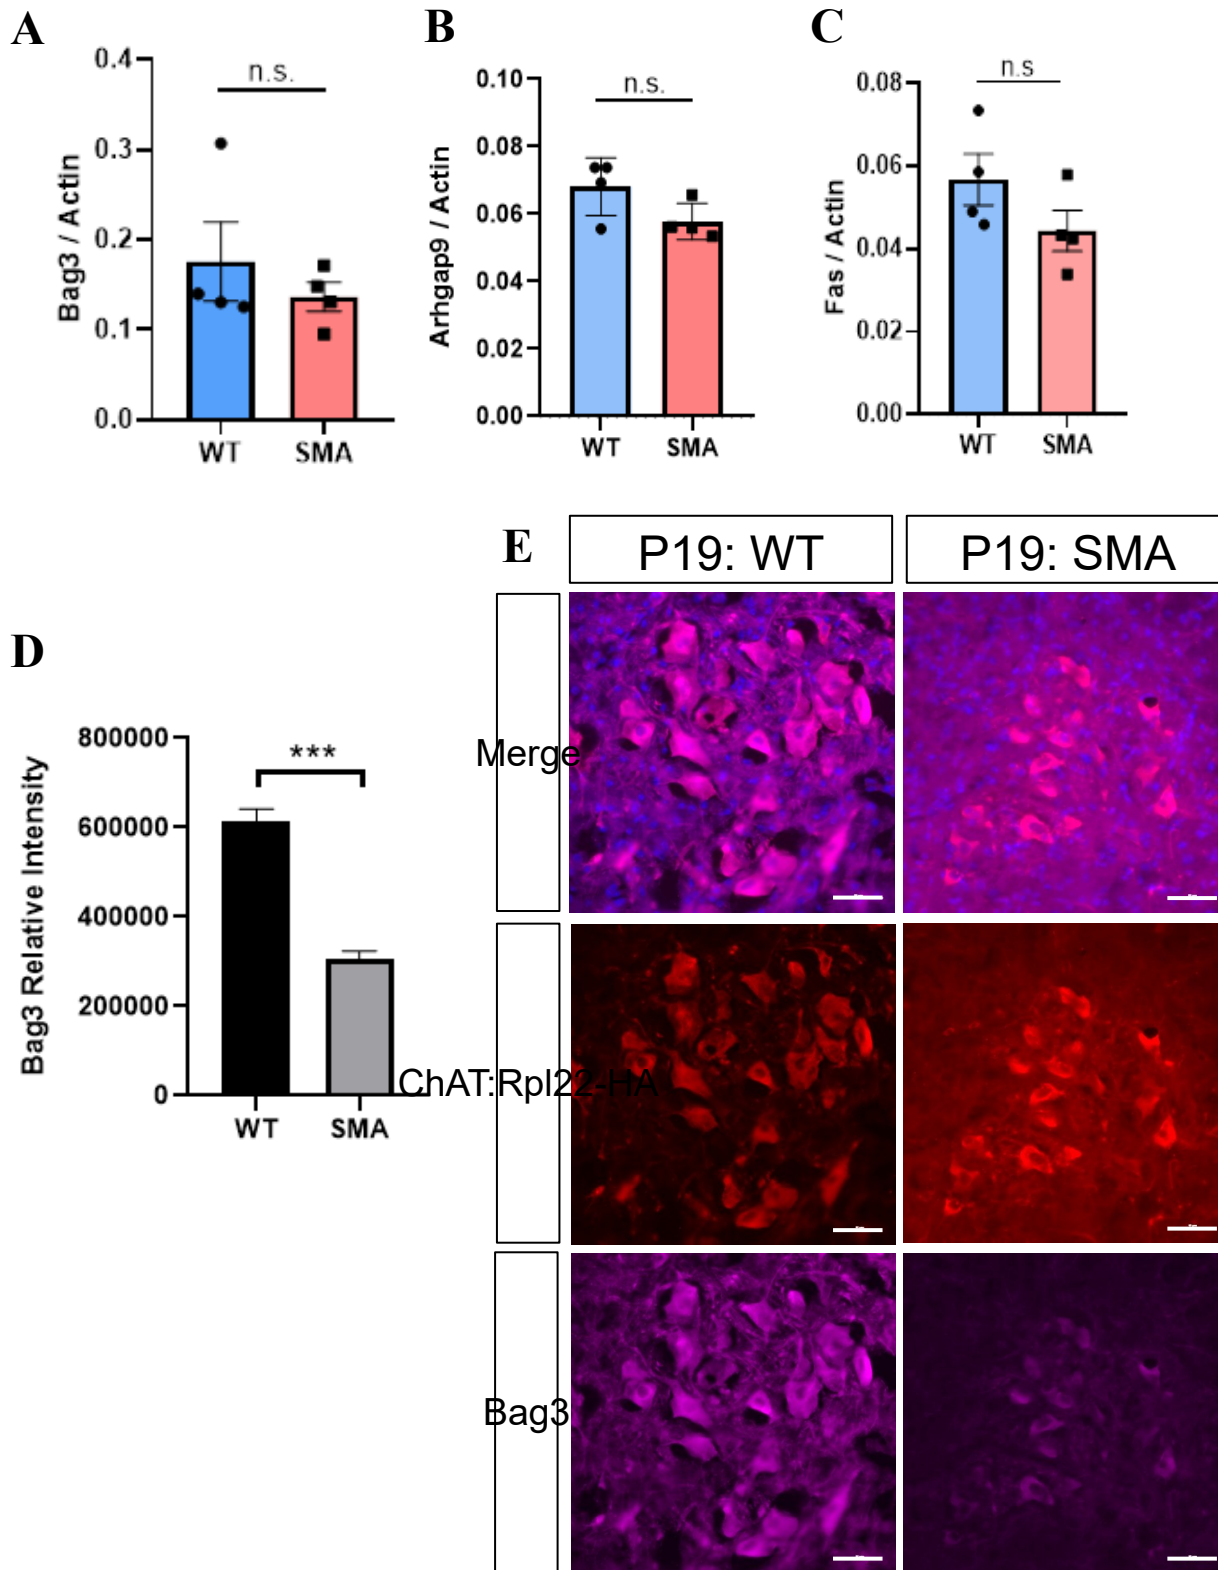 A
Bag3 / Actin
0.4
0.3
0.2
0.1
0.0
n.s.
WT
SMA
B
Arhgap9 / Actin
0.10
0.08
0.06
0.04
0.02
0.00
n.s.
WT
SMA
C
Fas / Actin
0.08
0.06
0.04
0.02
0.00
n.s
WT
SMA
D
Bag3 Relative Intensity
800000
600000
400000
200000
0
***
WT
SMA
E
P19: WT
P19: SMA
Merge
ChAT:Rpl22-HA
Bag3